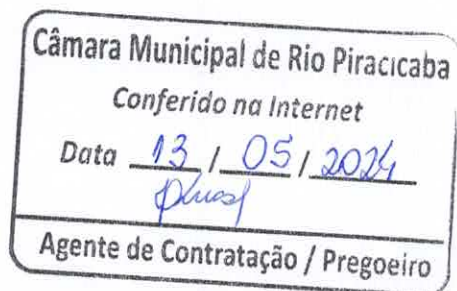 Câmara Municipal de Rio Piracicaba
Conferido na Internet
Data 13 / 05 / 2024
Agente de Contratação / Pregoeiro